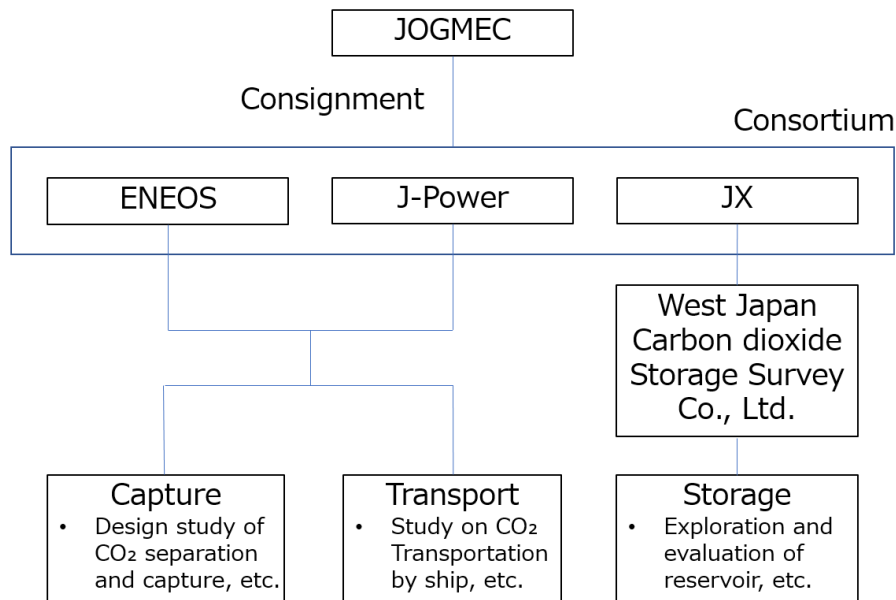 JOGMEC
Consignment
Consortium
ENEOS
J-Power
JX
West Japan
Carbon dioxide
Storage Survey
Co., Ltd.
Capture
• Design study of
CO₂ separation
and capture, etc.
Transport
• Study on CO₂
Transportation
by ship, etc.
Storage
• Exploration and
evaluation of
reservoir, etc.